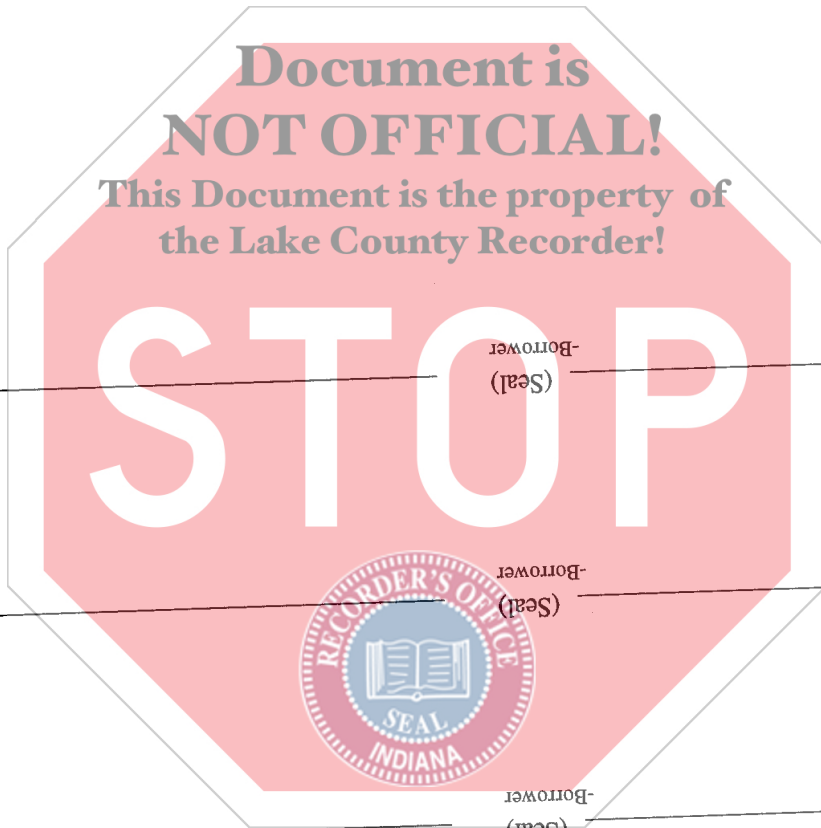 Document is
NOT OFFICIAL!
This Document is the property of
the Lake County Recorder!
STOP
-Borrower
(Seal)
-Borrower
(Seal)
RECORDER'S OFFICE
SEAL
INDIANA
-Borrower
(Seal)